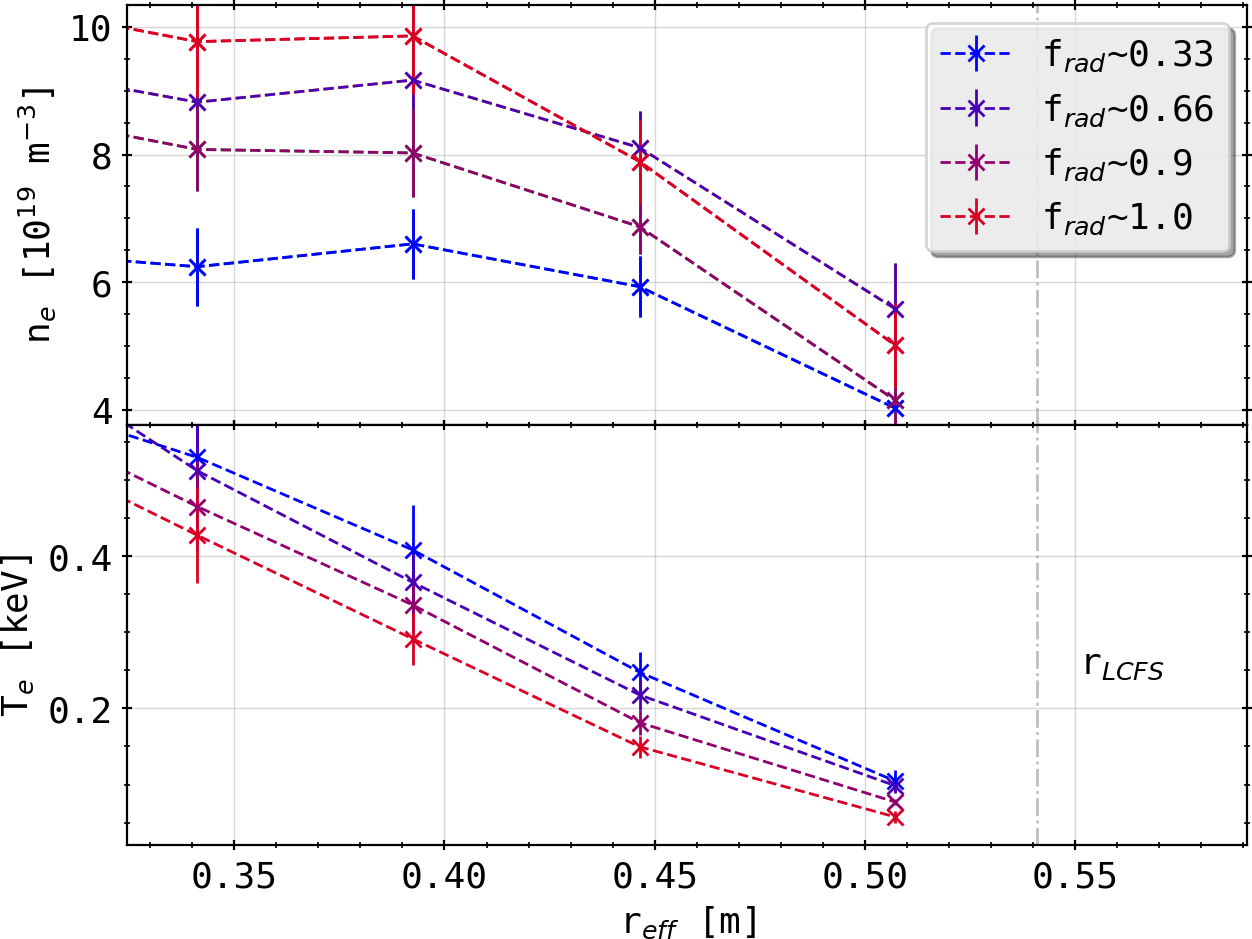 10
8
6
4
n_e [10^19 m^−3]
f_rad~0.33
f_rad~0.66
f_rad~0.9
f_rad~1.0
0.4
0.2
T_e [keV]
r_LCFS
0.35 0.40 0.45 0.50 0.55
r_eff [m]